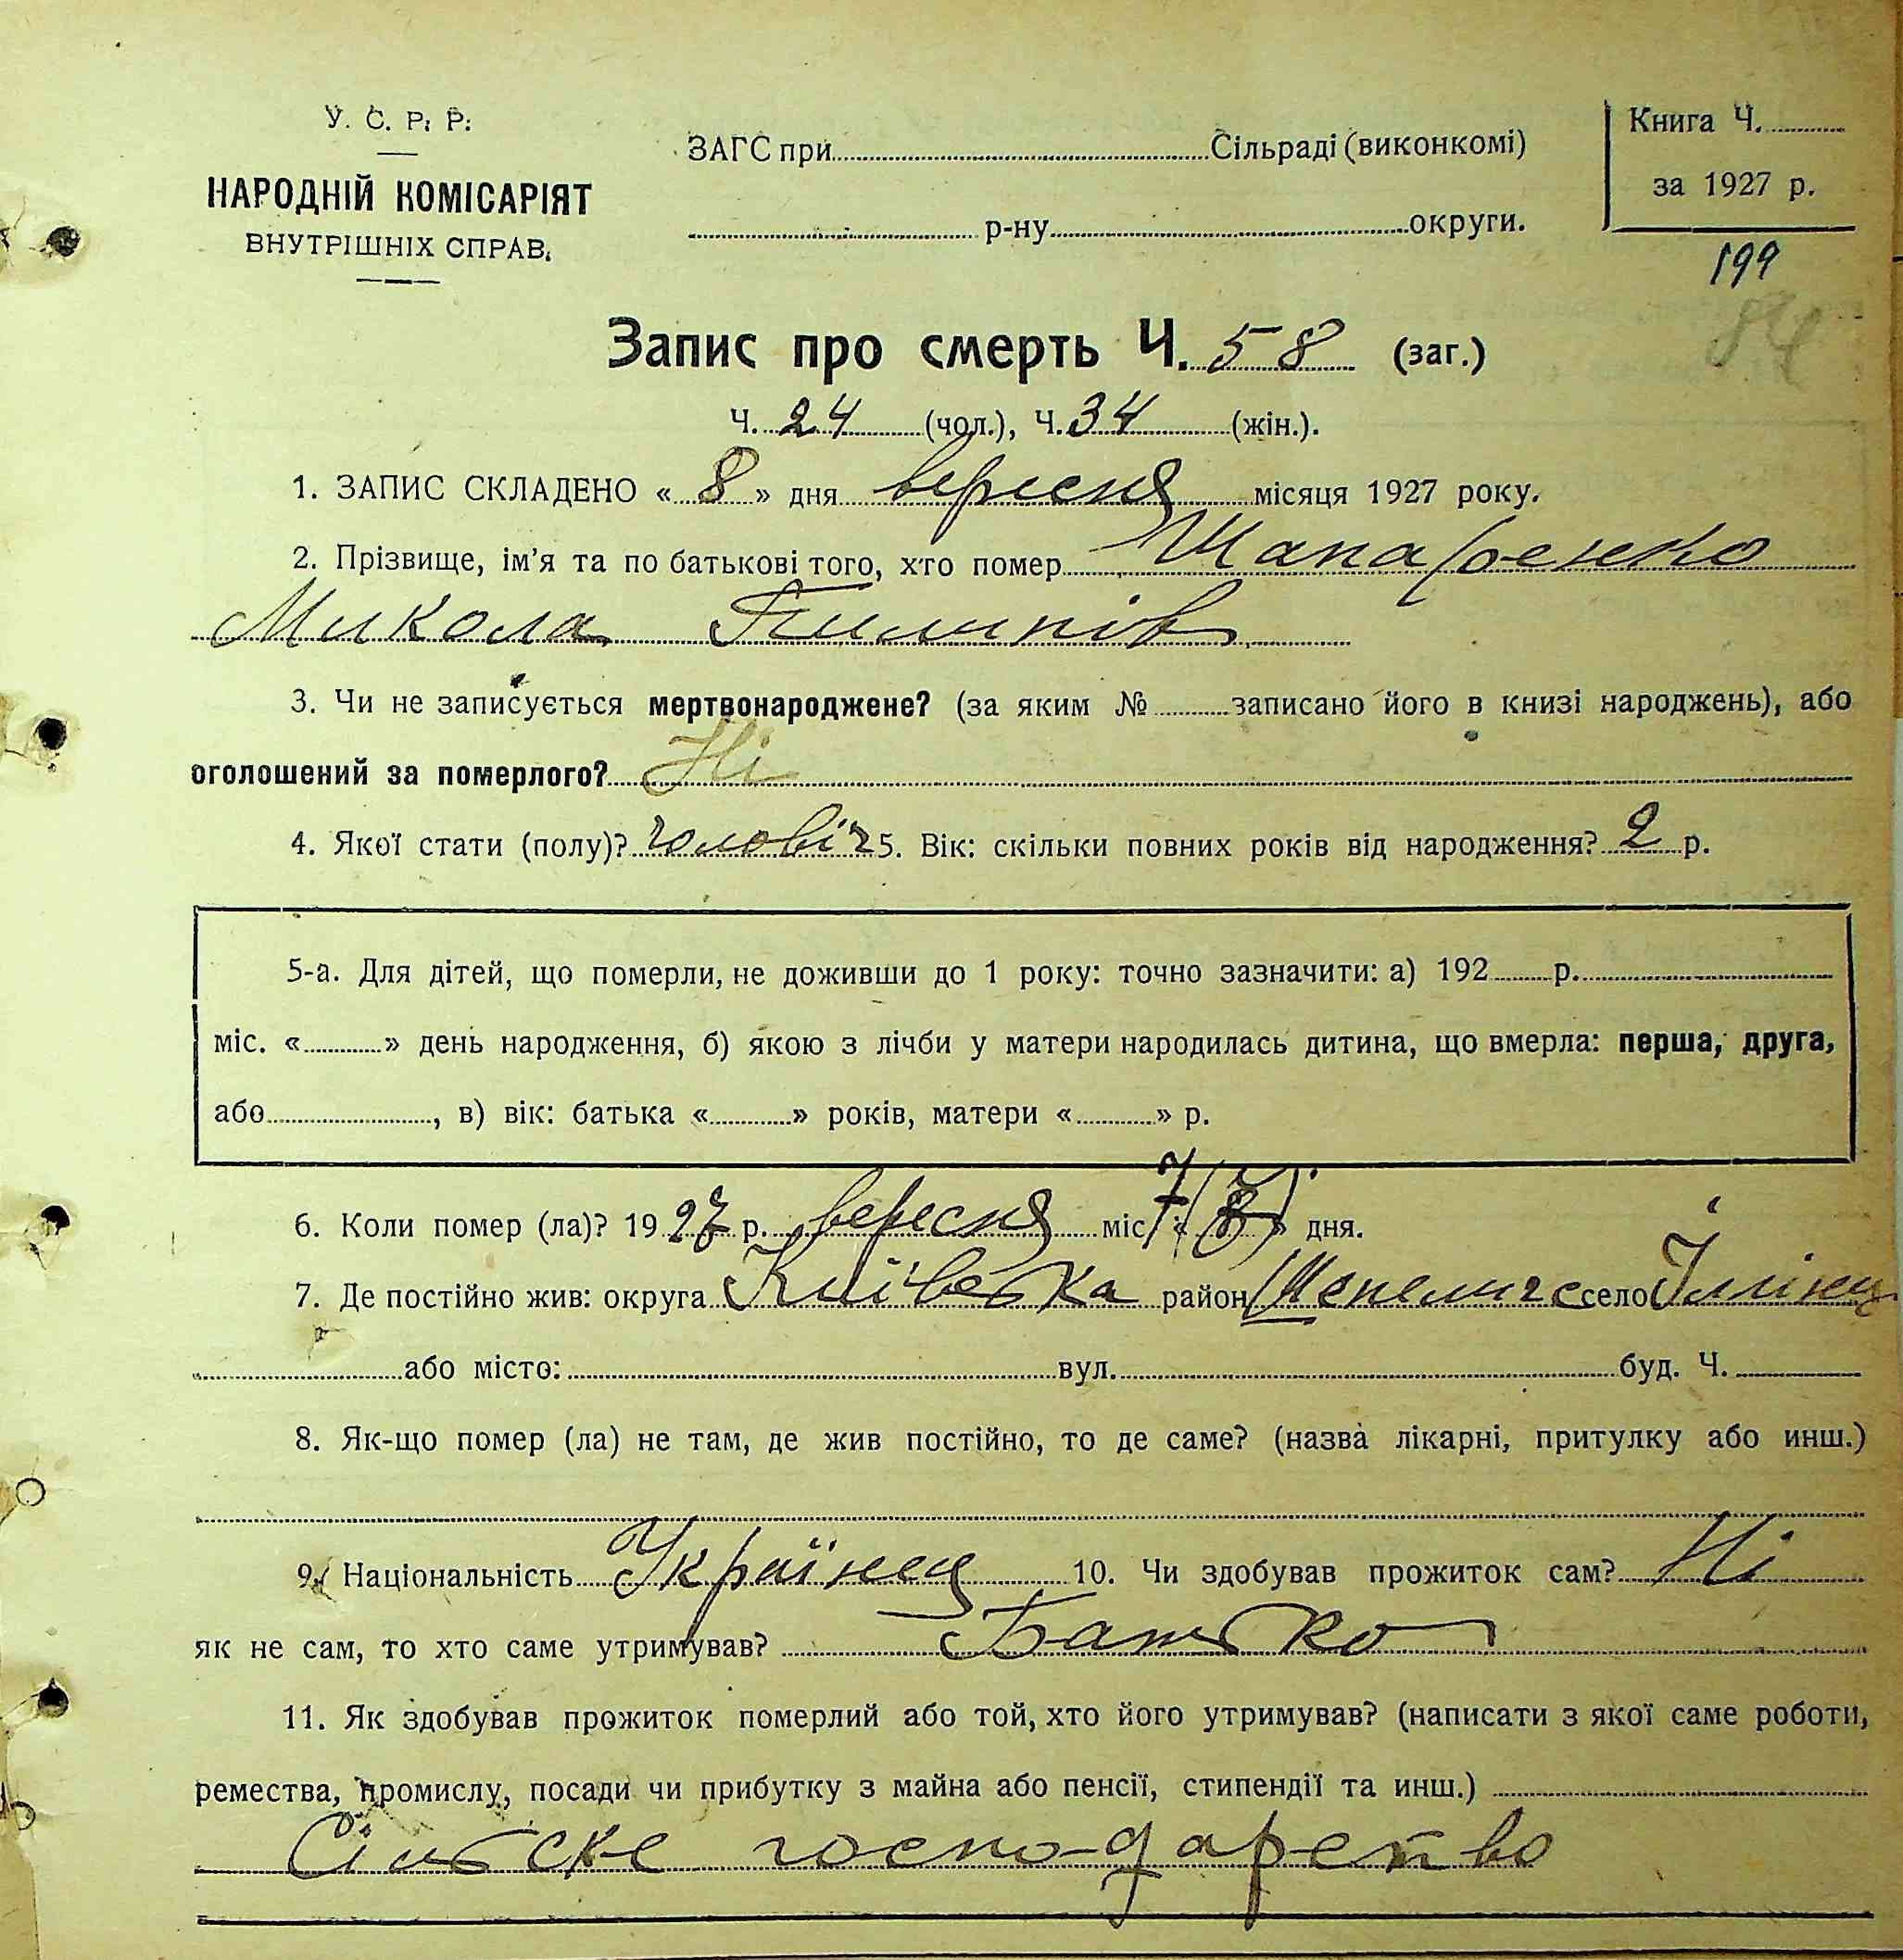 У. С. Р. Р.
НАРОДНІЙ КОМІСАРІЯТ
ВНУТРІШНІХ СПРАВ.
ЗАГС при Сільраді (виконкомі)
р-ну округи.
Книга Ч.
за 1927 р.
199
84
Запис про смерть Ч. 58 (заг.)
Ч. 24 (чол.), Ч. 34 (жін.).
1. ЗАПИС СКЛАДЕНО « 8 » дня вересня місяця 1927 року.
2. Прізвище, ім'я та по батькові того, хто помер Шапаренко
Микола Пилипів
3. Чи не записується мертвонароджене? (за яким № записано його в книзі народжень), або
оголошений за померлого? Ні
4. Якої стати (полу)? чоловіч 5. Вік: скільки повних років від народження? 2 р.
5-а. Для дітей, що померли, не доживши до 1 року: точно зазначити: а) 192 р.
міс. « » день народження, б) якою з лічби у матери народилась дитина, що вмерла: перша, друга,
або , в) вік: батька « » років, матери « » р.
6. Коли помер (ла)? 1927 р. вересня міс. 7 « » дня.
7. Де постійно жив: округа Київська район Шепеличе село Іллінец
або місто: вул. буд. Ч.
8. Як-що помер (ла) не там, де жив постійно, то де саме? (назва лікарні, притулку або инш.)
9. Національність Українец 10. Чи здобував прожиток сам? Ні
як не сам, то хто саме утримував? Батько
11. Як здобував прожиток померлий або той, хто його утримував? (написати з якої саме роботи,
ремества, промислу, посади чи прибутку з майна або пенсії, стипендії та инш.)
Сільське господарство